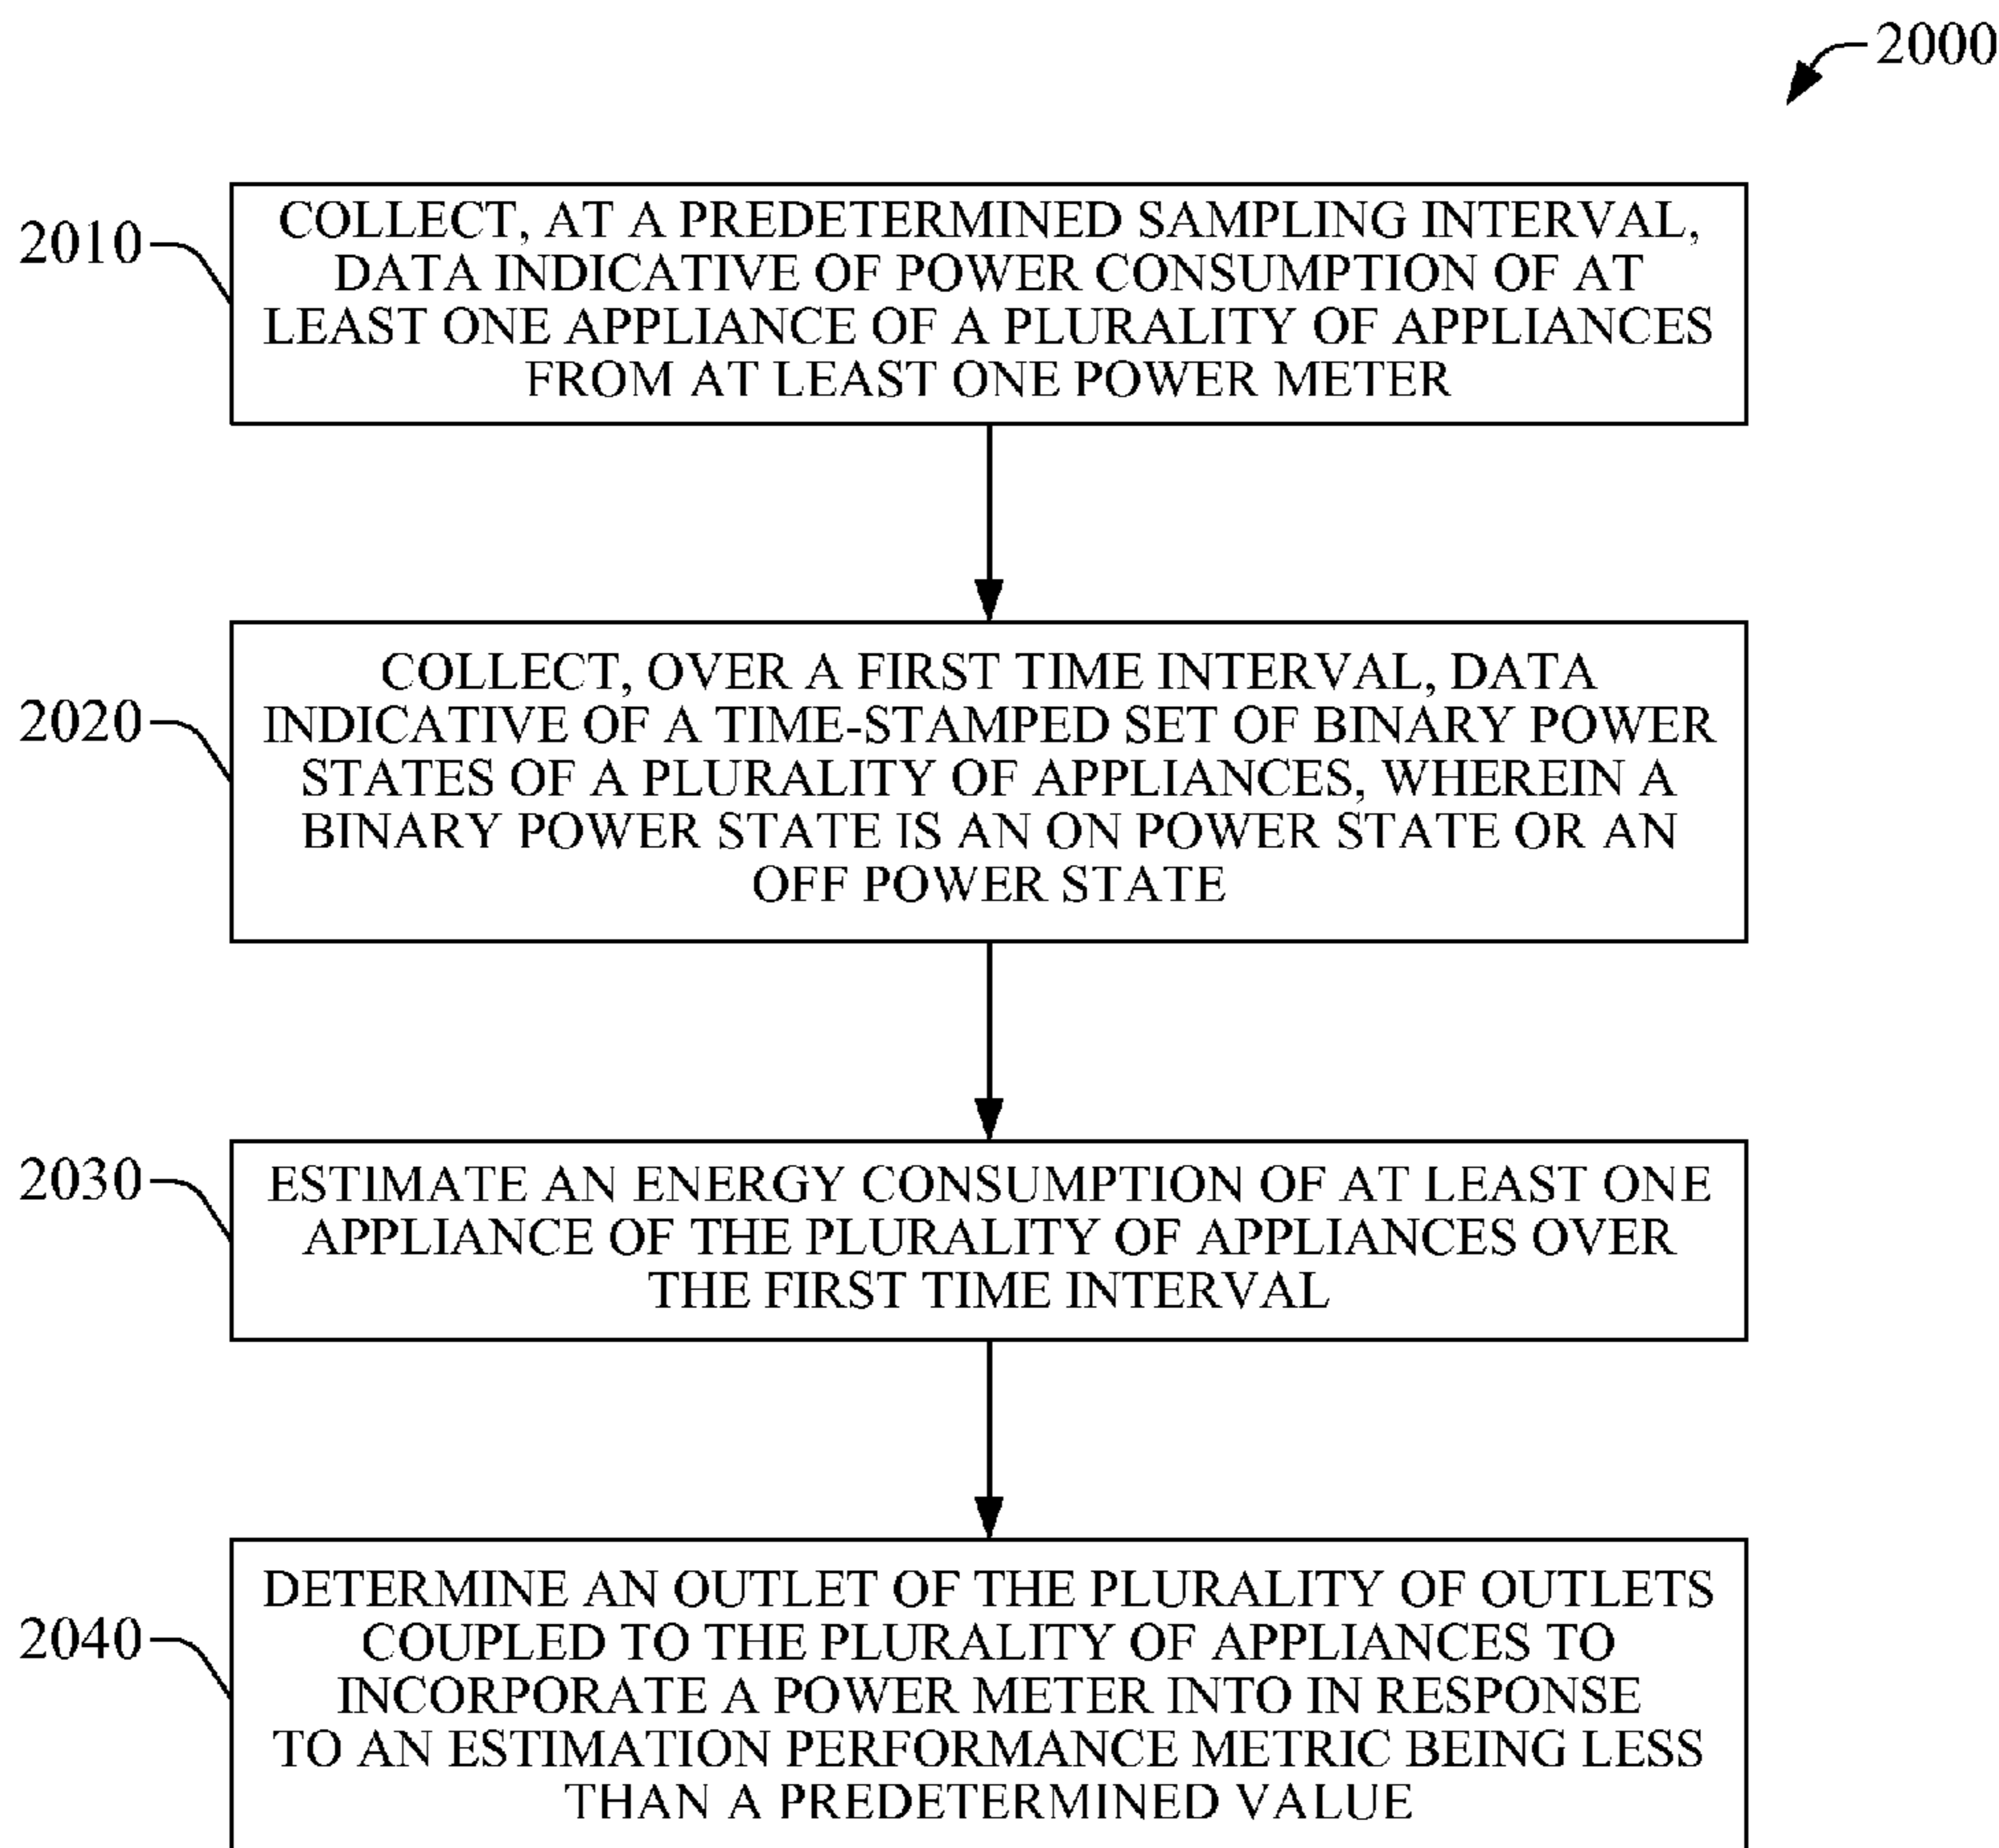 2000
2010
COLLECT, AT A PREDETERMINED SAMPLING INTERVAL,
DATA INDICATIVE OF POWER CONSUMPTION OF AT
LEAST ONE APPLIANCE OF A PLURALITY OF APPLIANCES
FROM AT LEAST ONE POWER METER
2020
COLLECT, OVER A FIRST TIME INTERVAL, DATA
INDICATIVE OF A TIME-STAMPED SET OF BINARY POWER
STATES OF A PLURALITY OF APPLIANCES, WHEREIN A
BINARY POWER STATE IS AN ON POWER STATE OR AN
OFF POWER STATE
2030
ESTIMATE AN ENERGY CONSUMPTION OF AT LEAST ONE
APPLIANCE OF THE PLURALITY OF APPLIANCES OVER
THE FIRST TIME INTERVAL
2040
DETERMINE AN OUTLET OF THE PLURALITY OF OUTLETS
COUPLED TO THE PLURALITY OF APPLIANCES TO
INCORPORATE A POWER METER INTO IN RESPONSE
TO AN ESTIMATION PERFORMANCE METRIC BEING LESS
THAN A PREDETERMINED VALUE